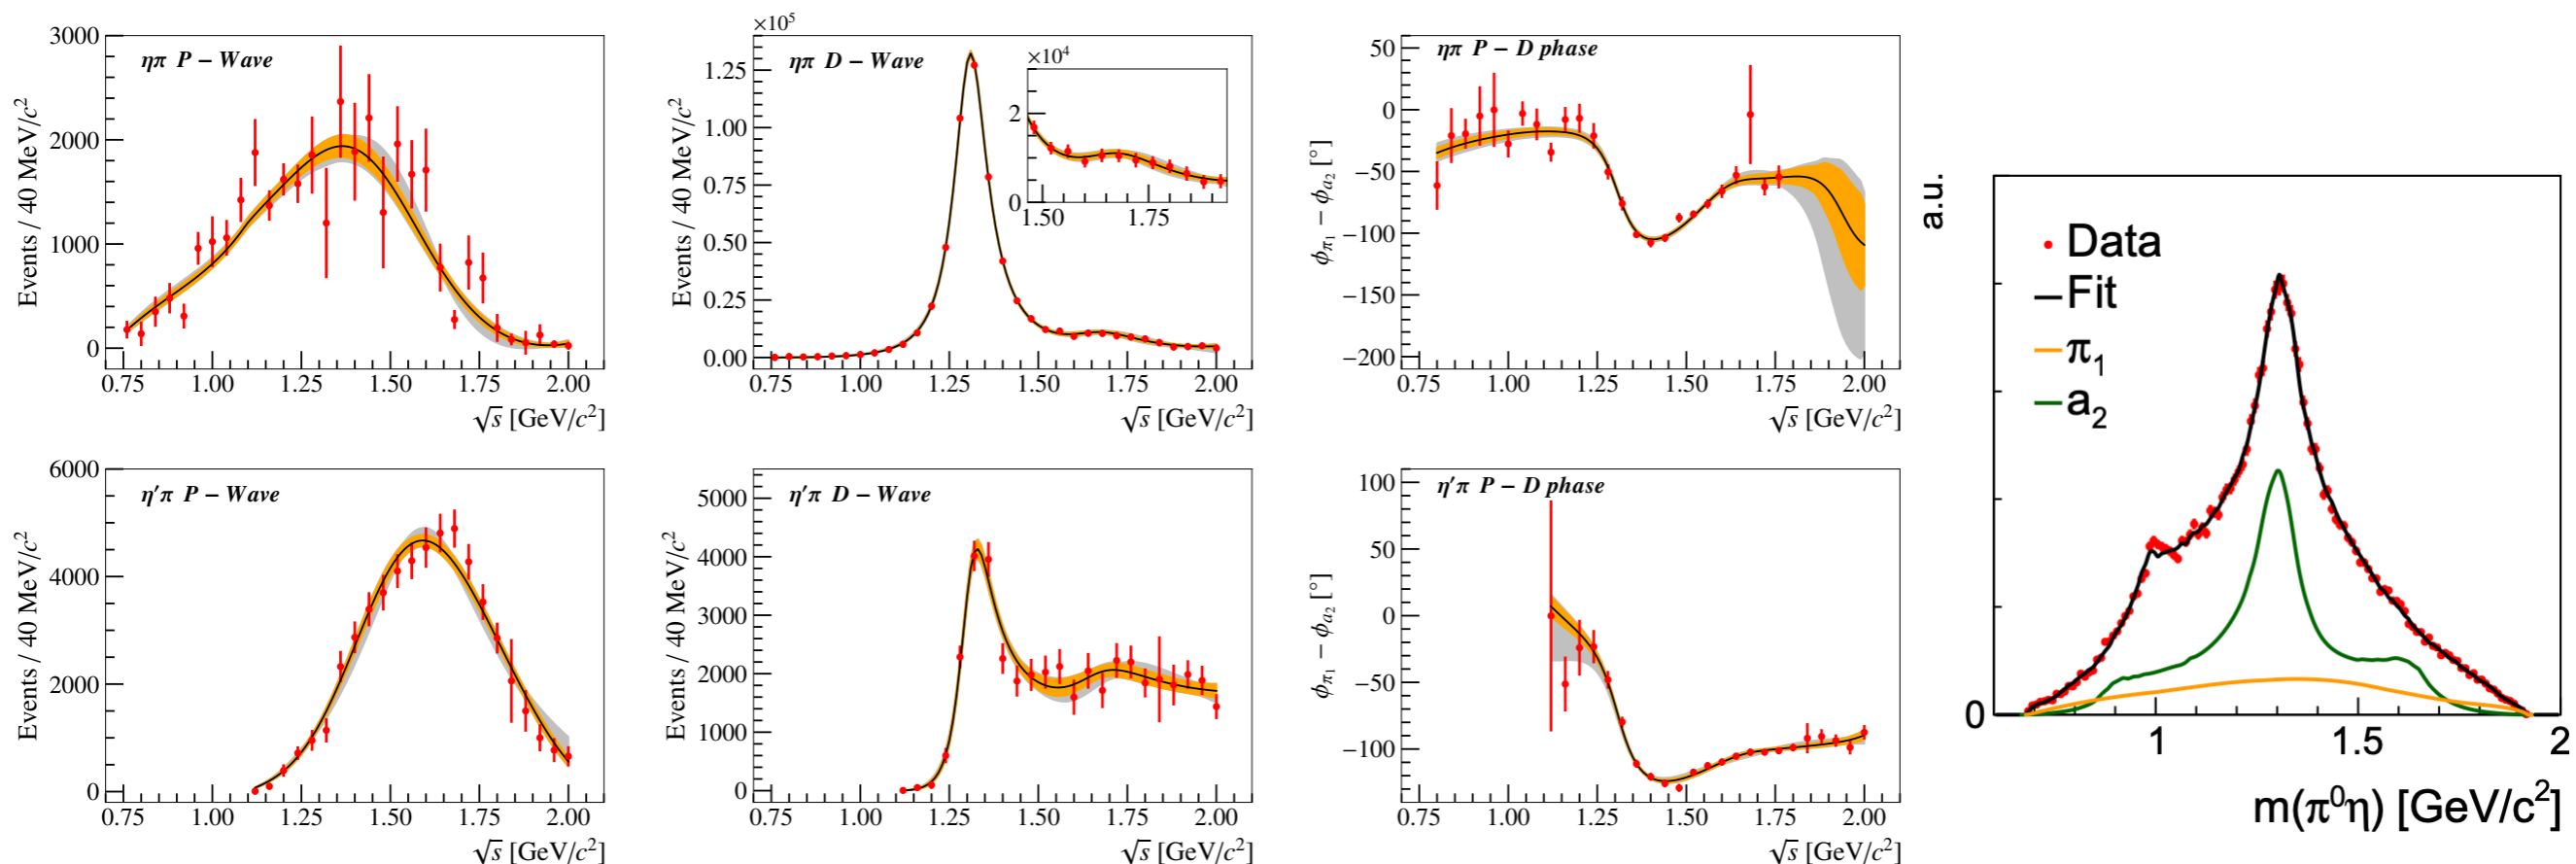 ηπ P − Wave
3000
2000
1000
0
Events / 40 MeV/c²
0.75 1.00 1.25 1.50 1.75 2.00
√s [GeV/c²]
×10⁵
ηπ D − Wave
1.25
1.00
0.75
0.50
0.25
0.00
Events / 40 MeV/c²
×10⁴
2
0
1.50 1.75
0.75 1.00 1.25 1.50 1.75 2.00
√s [GeV/c²]
ηπ P − D phase
50
0
−50
−100
−150
−200
ϕπ₁ − ϕa₂ [°]
0.75 1.00 1.25 1.50 1.75 2.00
√s [GeV/c²]
η′π P − Wave
6000
4000
2000
0
Events / 40 MeV/c²
0.75 1.00 1.25 1.50 1.75 2.00
√s [GeV/c²]
η′π D − Wave
5000
4000
3000
2000
1000
0
Events / 40 MeV/c²
0.75 1.00 1.25 1.50 1.75 2.00
√s [GeV/c²]
η′π P − D phase
100
50
0
−50
−100
ϕπ₁ − ϕa₂ [°]
0.75 1.00 1.25 1.50 1.75 2.00
√s [GeV/c²]
a.u.
Data
Fit
π₁
a₂
0
1 1.5 2
m(π⁰η) [GeV/c²]